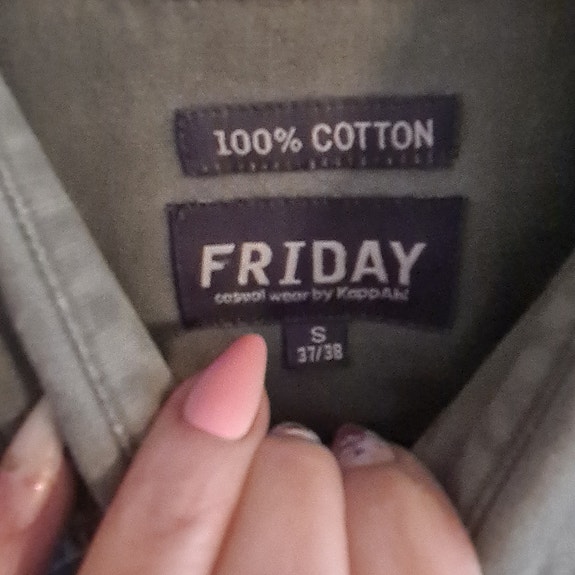 100% COTTON
FRIDAY
casual wear by KappAhl
S
37/38